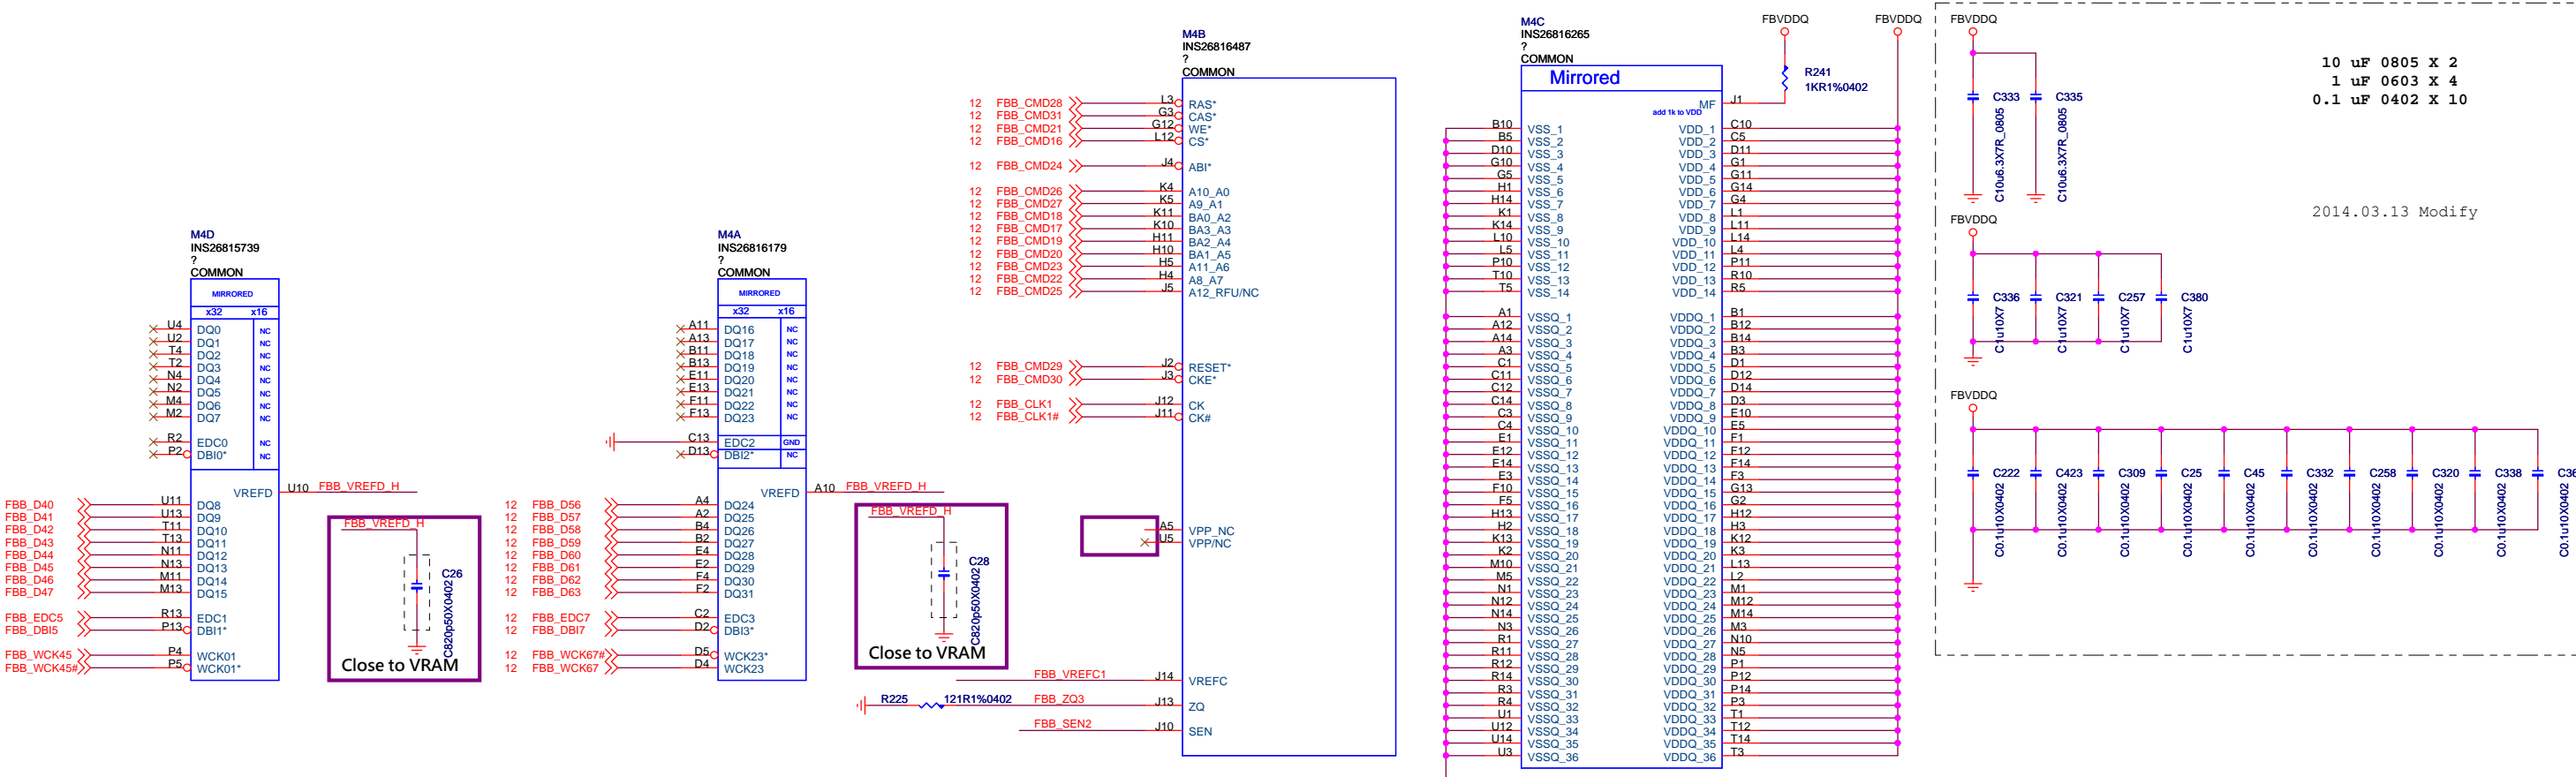 M4D
INS26815739
?
COMMON
MIRRORED
x32 x16
U4 DQ0 NC
U2 DQ1 NC
T4 DQ2 NC
T2 DQ3 NC
N4 DQ4 NC
N2 DQ5 NC
M4 DQ6 NC
M2 DQ7 NC
R2 EDC0 NC
P2 DBI0* NC
VREFD U10 FBB_VREFD_H
FBB_D40 U11 DQ8
FBB_D41 U13 DQ9
FBB_D42 T11 DQ10
FBB_D43 T13 DQ11
FBB_D44 N11 DQ12
FBB_D45 N13 DQ13
FBB_D46 M11 DQ14
FBB_D47 M13 DQ15
FBB_EDC5 R13 EDC1
FBB_DBI5 P13 DBI1*
FBB_WCK45 P4 WCK01
FBB_WCK45# P5 WCK01*
FBB_VREFD_H
C26
C820p50X0402
Close to VRAM
M4A
INS26816179
?
COMMON
MIRRORED
x32 x16
A11 DQ16 NC
A13 DQ17 NC
B11 DQ18 NC
B13 DQ19 NC
E11 DQ20 NC
E13 DQ21 NC
F11 DQ22 NC
F13 DQ23 NC
C13 EDC2 GND
D13 DBI2* NC
VREFD A10 FBB_VREFD_H
12 FBB_D56 A4 DQ24
12 FBB_D57 A2 DQ25
12 FBB_D58 B4 DQ26
12 FBB_D59 B2 DQ27
12 FBB_D60 E4 DQ28
12 FBB_D61 E2 DQ29
12 FBB_D62 F4 DQ30
12 FBB_D63 F2 DQ31
12 FBB_EDC7 C2 EDC3
12 FBB_DBI7 D2 DBI3*
12 FBB_WCK67# D5 WCK23*
12 FBB_WCK67 D4 WCK23
FBB_VREFD_H
C28
C820p50X0402
Close to VRAM
M4B
INS26816487
?
COMMON
12 FBB_CMD28 L3 RAS*
12 FBB_CMD31 G3 CAS*
12 FBB_CMD21 G12 WE*
12 FBB_CMD16 L12 CS*
12 FBB_CMD24 J4 ABI*
12 FBB_CMD26 K4 A10_A0
12 FBB_CMD27 K5 A9_A1
12 FBB_CMD18 K11 BA0_A2
12 FBB_CMD17 K10 BA3_A3
12 FBB_CMD19 H11 BA2_A4
12 FBB_CMD20 H10 BA1_A5
12 FBB_CMD23 H5 A11_A6
12 FBB_CMD22 H4 A8_A7
12 FBB_CMD25 J5 A12_RFU/NC
12 FBB_CMD29 J2 RESET*
12 FBB_CMD30 J3 CKE*
12 FBB_CLK1 J12 CK
12 FBB_CLK1# J11 CK#
A5 VPP_NC
U5 VPP/NC
FBB_VREFC1 J14 VREFC
R225 121R1%0402 FBB_ZQ3 J13 ZQ
FBB_SEN2 J10 SEN
M4C
INS26816265
?
COMMON
Mirrored
FBVDDQ
R241
1KR1%0402
FBVDDQ
MF J1
add 1k to VDD
B10 VSS_1 VDD_1 C10
B5 VSS_2 VDD_2 C5
D10 VSS_3 VDD_3 D11
G10 VSS_4 VDD_4 G1
G5 VSS_5 VDD_5 G11
H1 VSS_6 VDD_6 G14
H14 VSS_7 VDD_7 G4
K1 VSS_8 VDD_8 L1
K14 VSS_9 VDD_9 L11
L10 VSS_10 VDD_10 L14
L5 VSS_11 VDD_11 L4
P10 VSS_12 VDD_12 P11
T10 VSS_13 VDD_13 R10
T5 VSS_14 VDD_14 R5
A1 VSSQ_1 VDDQ_1 B1
A12 VSSQ_2 VDDQ_2 B12
A14 VSSQ_3 VDDQ_3 B14
A3 VSSQ_4 VDDQ_4 B3
C1 VSSQ_5 VDDQ_5 D1
C11 VSSQ_6 VDDQ_6 D12
C12 VSSQ_7 VDDQ_7 D14
C14 VSSQ_8 VDDQ_8 D3
C3 VSSQ_9 VDDQ_9 E10
C4 VSSQ_10 VDDQ_10 E5
E1 VSSQ_11 VDDQ_11 F1
E12 VSSQ_12 VDDQ_12 F12
E14 VSSQ_13 VDDQ_13 F14
E3 VSSQ_14 VDDQ_14 F3
F10 VSSQ_15 VDDQ_15 G13
F5 VSSQ_16 VDDQ_16 G2
H13 VSSQ_17 VDDQ_17 H12
H2 VSSQ_18 VDDQ_18 H3
K13 VSSQ_19 VDDQ_19 K12
K2 VSSQ_20 VDDQ_20 K3
M10 VSSQ_21 VDDQ_21 L13
M5 VSSQ_22 VDDQ_22 L2
N1 VSSQ_23 VDDQ_23 M1
N12 VSSQ_24 VDDQ_24 M12
N14 VSSQ_25 VDDQ_25 M14
N3 VSSQ_26 VDDQ_26 M3
R1 VSSQ_27 VDDQ_27 N10
R11 VSSQ_28 VDDQ_28 N5
R12 VSSQ_29 VDDQ_29 P1
R14 VSSQ_30 VDDQ_30 P12
R3 VSSQ_31 VDDQ_31 P14
R4 VSSQ_32 VDDQ_32 P3
U1 VSSQ_33 VDDQ_33 T1
U12 VSSQ_34 VDDQ_34 T12
U14 VSSQ_35 VDDQ_35 T14
U3 VSSQ_36 VDDQ_36 T3
FBVDDQ
C333 C335
C10u6.3X7R_0805 C10u6.3X7R_0805
10 uF 0805 X 2
1 uF 0603 X 4
0.1 uF 0402 X 10
2014.03.13 Modify
FBVDDQ
C336 C321 C257 C380
C1u10X7 C1u10X7 C1u10X7 C1u10X7
FBVDDQ
C222 C423 C309 C25 C45 C332 C258 C320 C338 C36
C0.1u10X0402 C0.1u10X0402 C0.1u10X0402 C0.1u10X0402 C0.1u10X0402 C0.1u10X0402 C0.1u10X0402 C0.1u10X0402 C0.1u10X0402 C0.1u10X0402